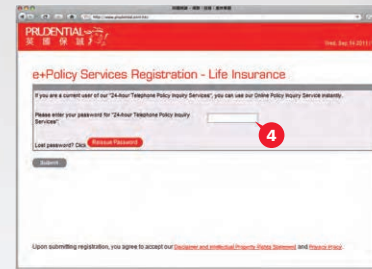 PRUDENTIAL
英國保誠
e+Policy Services Registration - Life Insurance
If you are a current user of our "24-hour Telephone Policy Inquiry Services", you can use our Online Policy Inquiry Service instantly.
Please enter your password for "24-hour Telephone Policy Inquiry
Services":
4
Lost password? Click Reissue Password
Submit
Upon submitting registration, you agree to accept our Disclaimer and Intellectual Property Rights Statement and Privacy Policy.